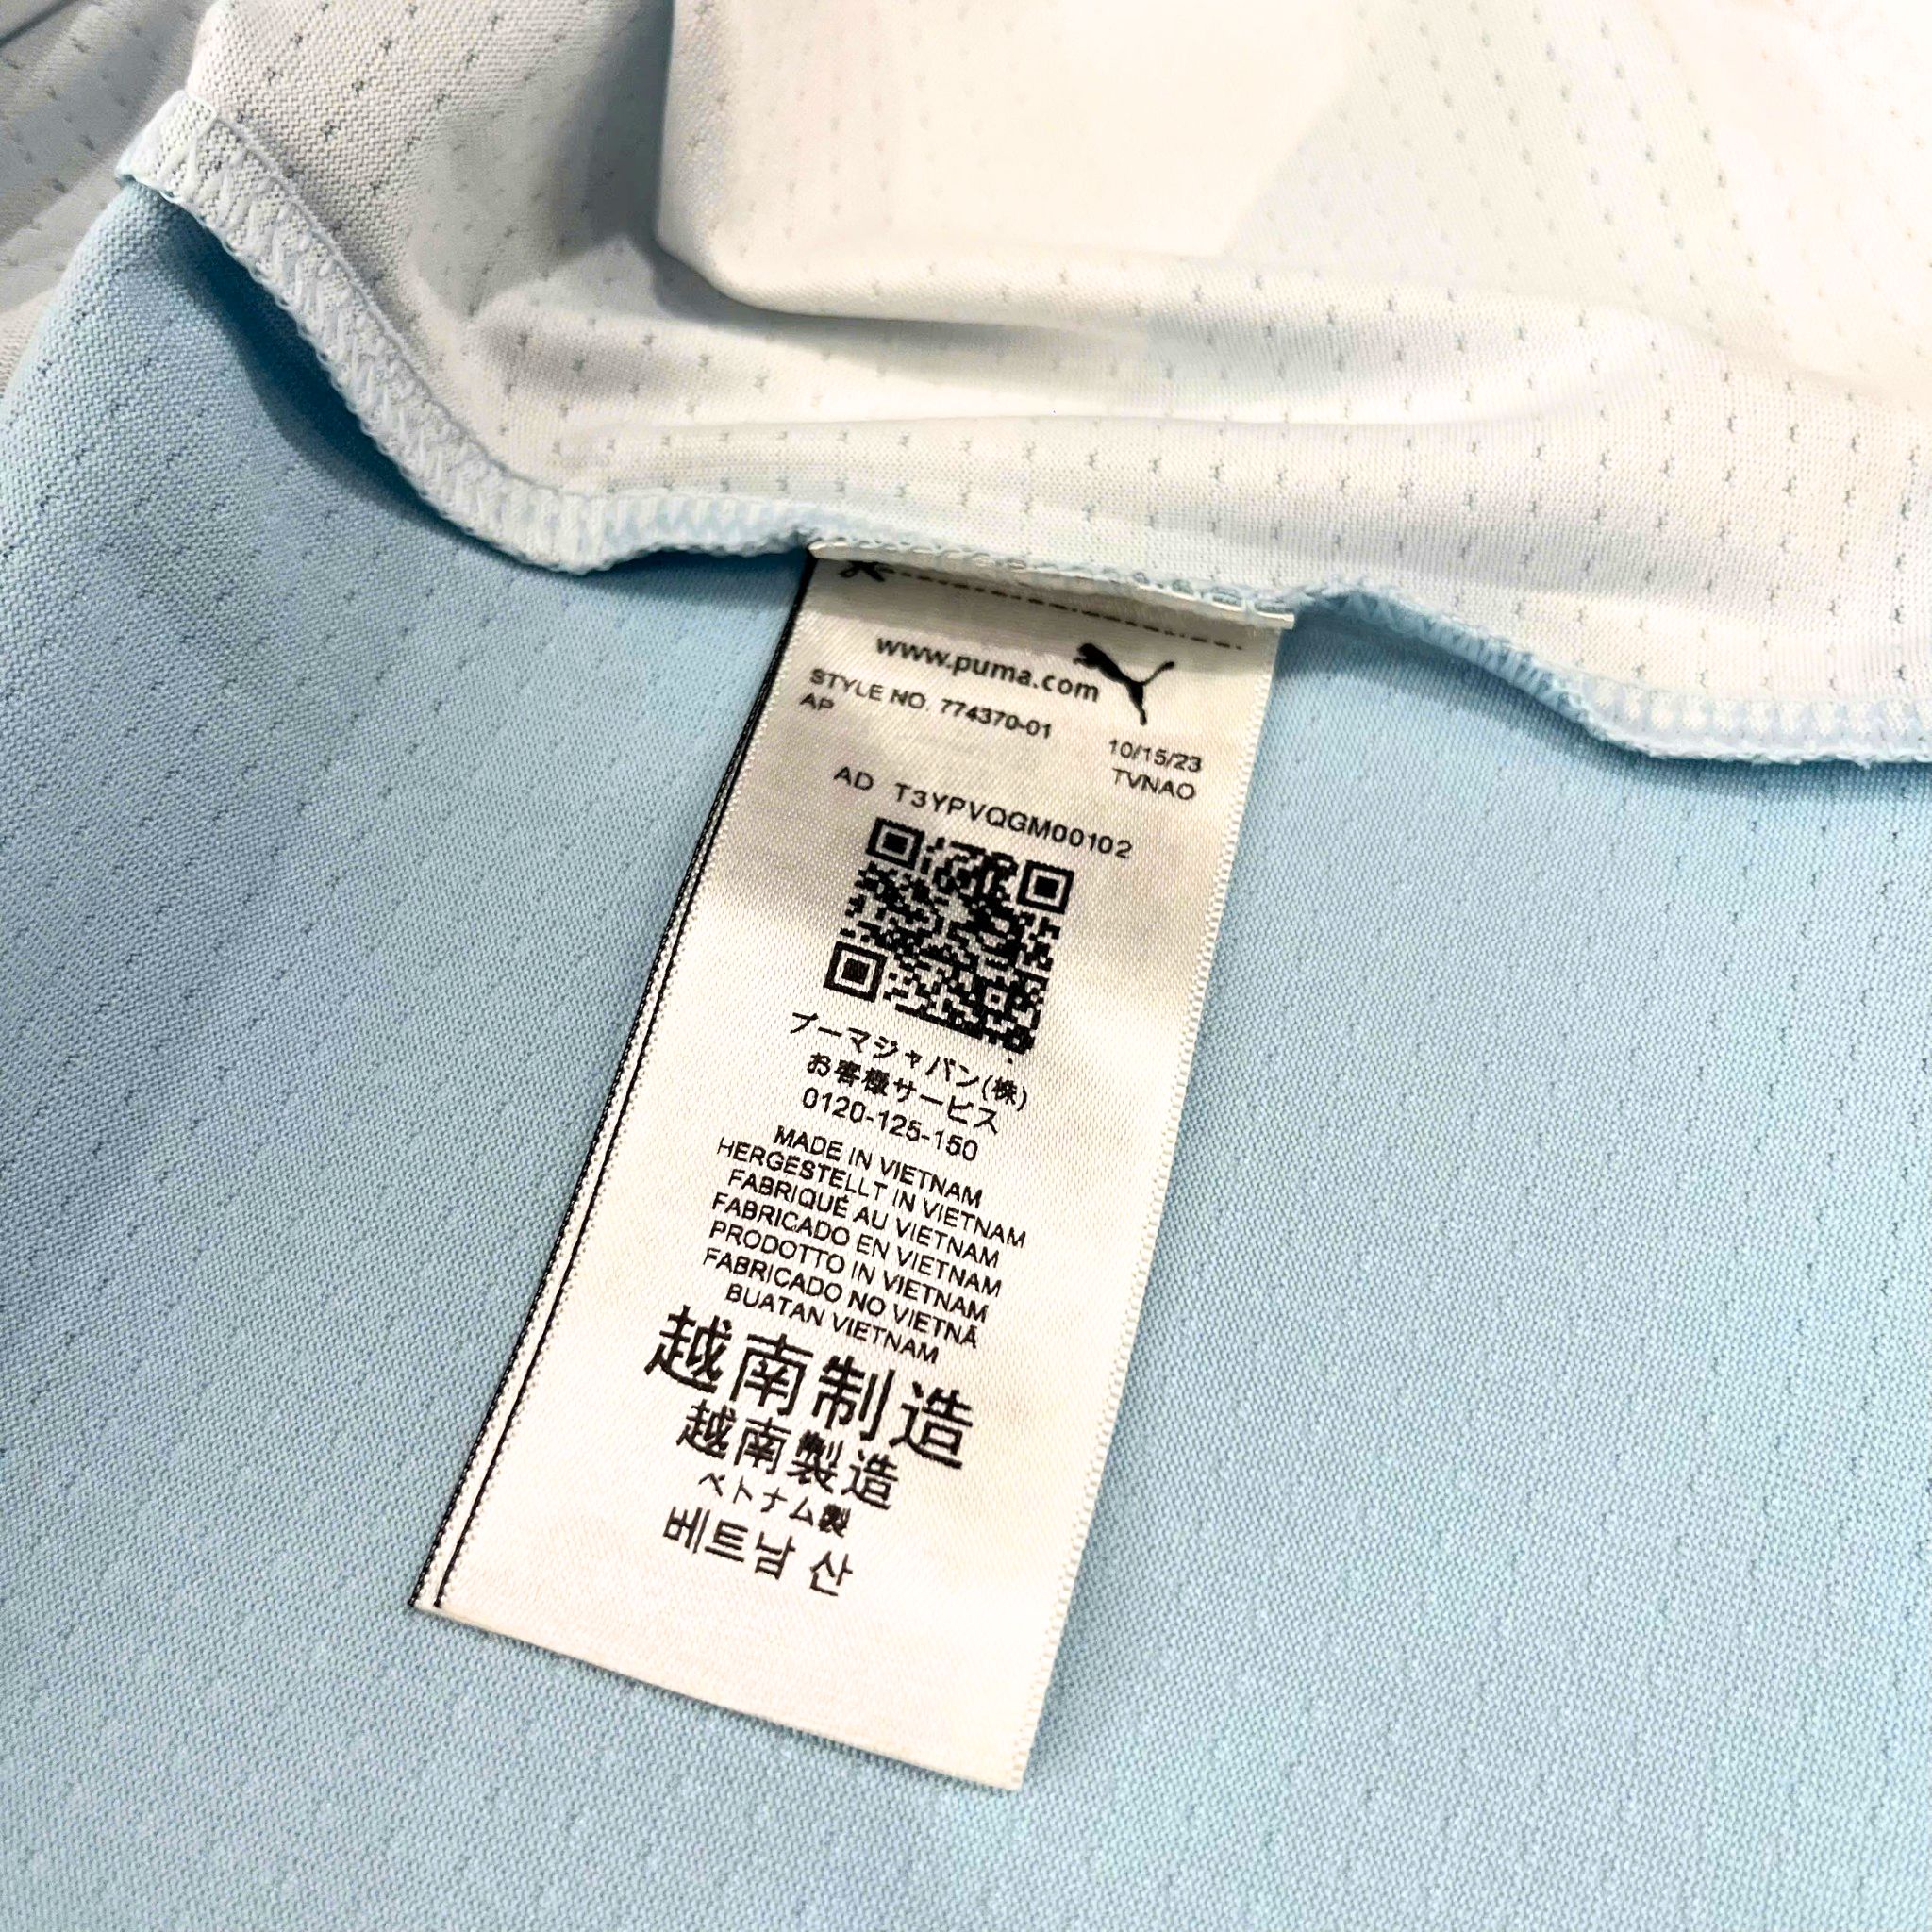 www.puma.com
STYLE NO. 774370-01
AP
10/15/23
TVNAO
AD T3YPVQGM00102
プーマジャパン(株)
お客様サービス
0120-125-150
MADE IN VIETNAM
HERGESTELLT IN VIETNAM
FABRIQUÉ AU VIETNAM
FABRICADO EN VIETNAM
PRODOTTO IN VIETNAM
FABRICADO NO VIETNÃ
BUATAN VIETNAM
越南制造
越南製造
ベトナム製
베트남 산